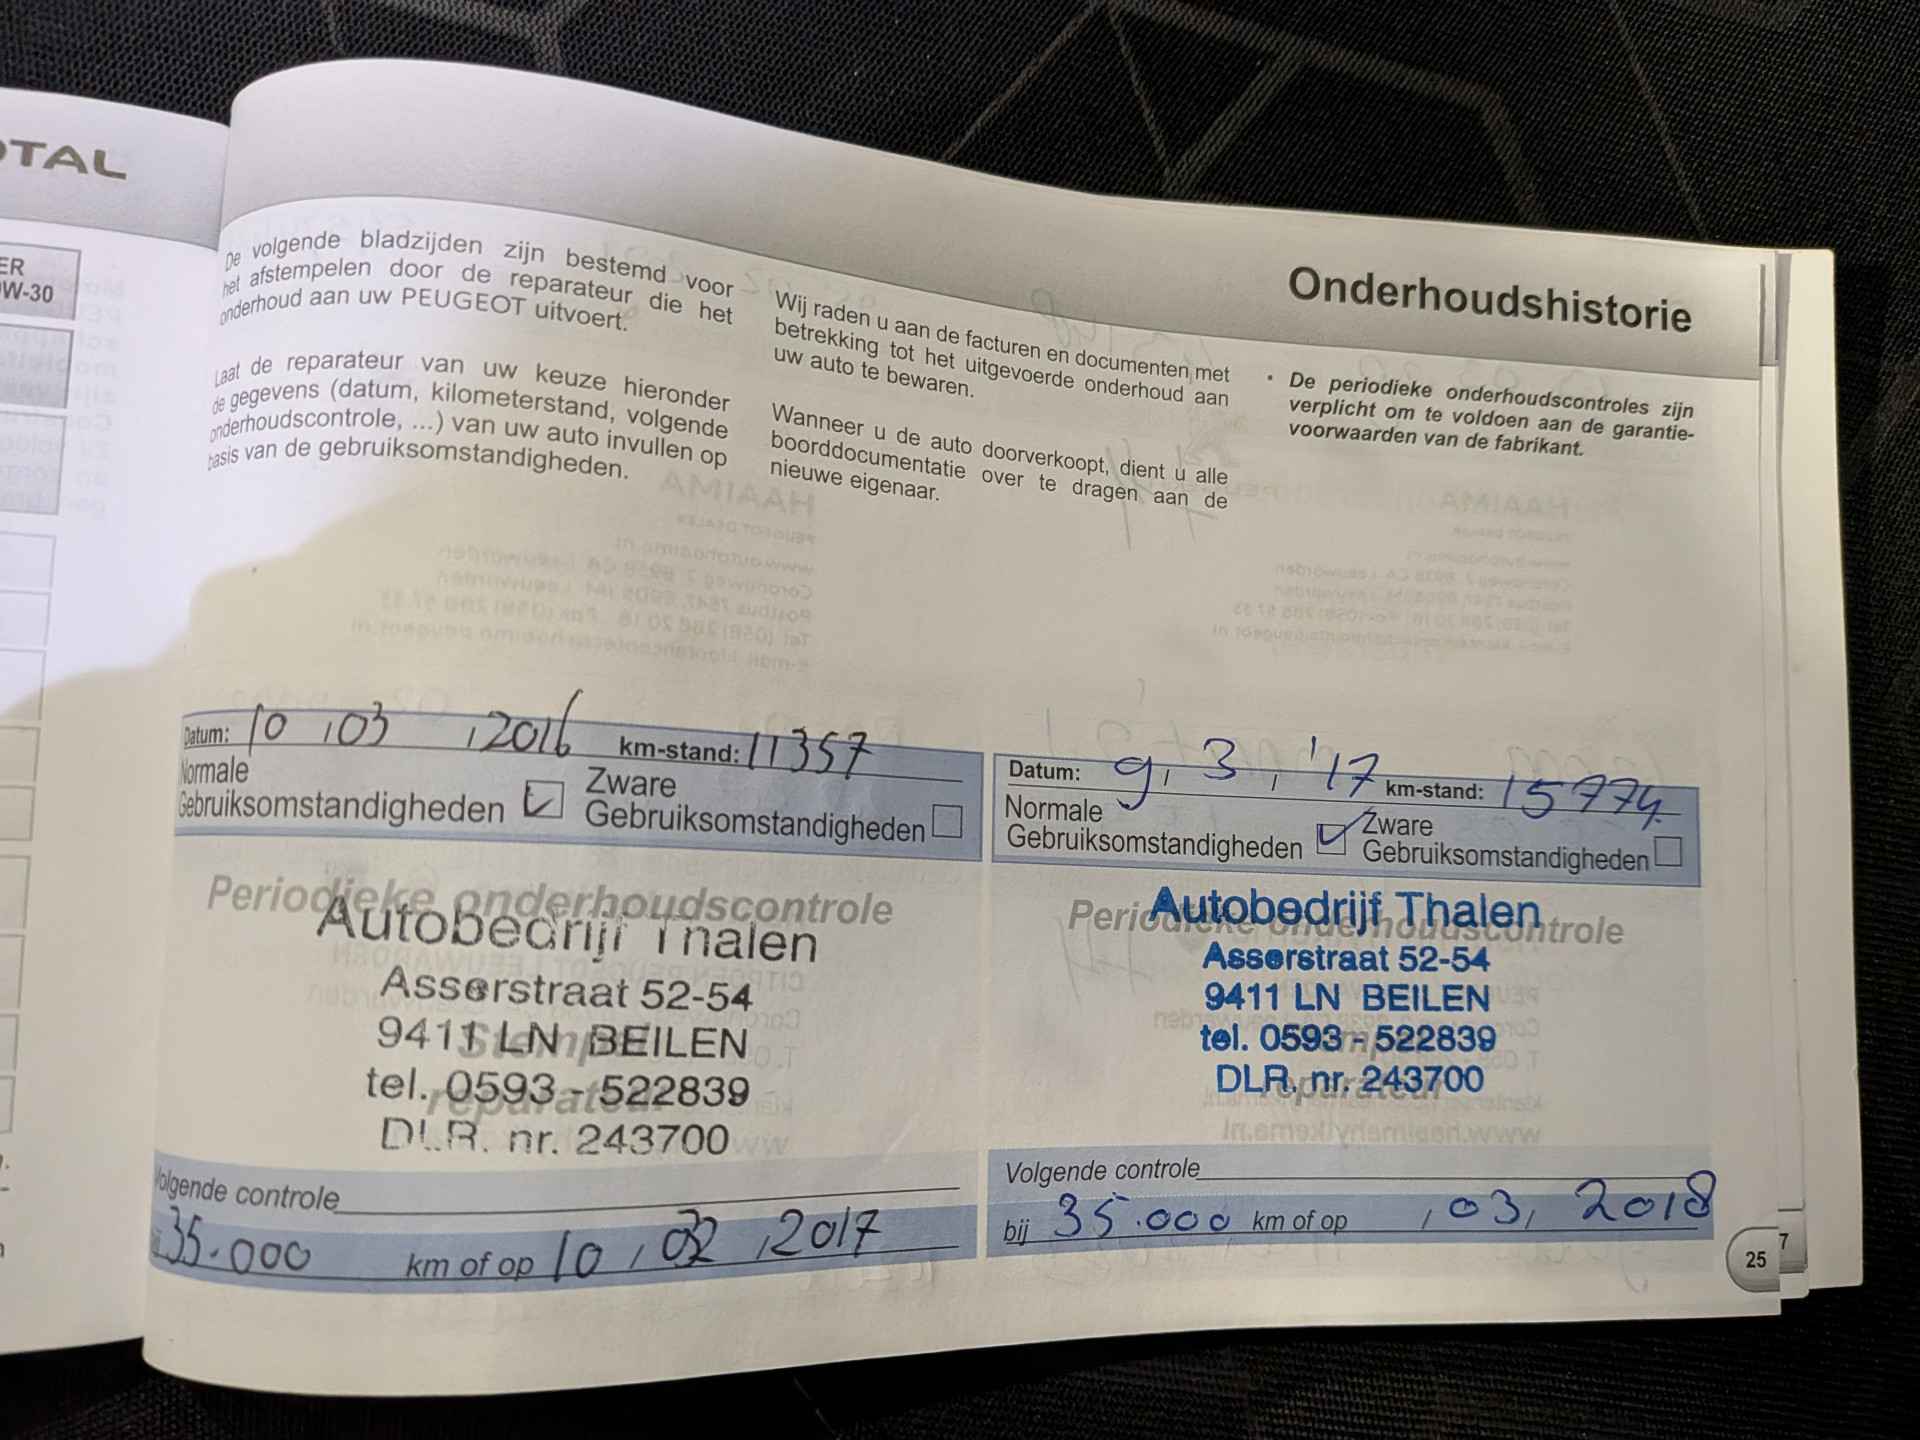 TAL
ER
W-30
Onderhoudshistorie
De volgende bladzijden zijn bestemd voor
het afstempelen door de reparateur die het
onderhoud aan uw PEUGEOT uitvoert.
Laat de reparateur van uw keuze hieronder
de gegevens (datum, kilometerstand, volgende
onderhoudscontrole, ...) van uw auto invullen op
basis van de gebruiksomstandigheden.
Wij raden u aan de facturen en documenten met
betrekking tot het uitgevoerde onderhoud aan
uw auto te bewaren.
Wanneer u de auto doorverkoopt, dient u alle
boorddocumentatie over te dragen aan de
nieuwe eigenaar.
• De periodieke onderhoudscontroles zijn
verplicht om te voldoen aan de garantie-
voorwaarden van de fabrikant.
Datum: 10 , 03 , 2016 km-stand: 11357
Normale
Gebruiksomstandigheden
Zware
Gebruiksomstandigheden
Periodieke onderhoudscontrole
Autobedrijf Thalen
Asserstraat 52-54
9411 LN BEILEN
Stempel
tel. 0593 - 522839
reparateur
DLR. nr. 243700
Volgende controle
35.000 km of op 10 , 03 , 2017
Datum: 9, 3, '17 km-stand: 15774
Normale
Gebruiksomstandigheden
Zware
Gebruiksomstandigheden
Periodieke onderhoudscontrole
Autobedrijf Thalen
Asserstraat 52-54
9411 LN BEILEN
tel. 0593 - 522839
DLR. nr. 243700
reparateur
Volgende controle
bij 35.000 km of op , 03, 2018
25
7